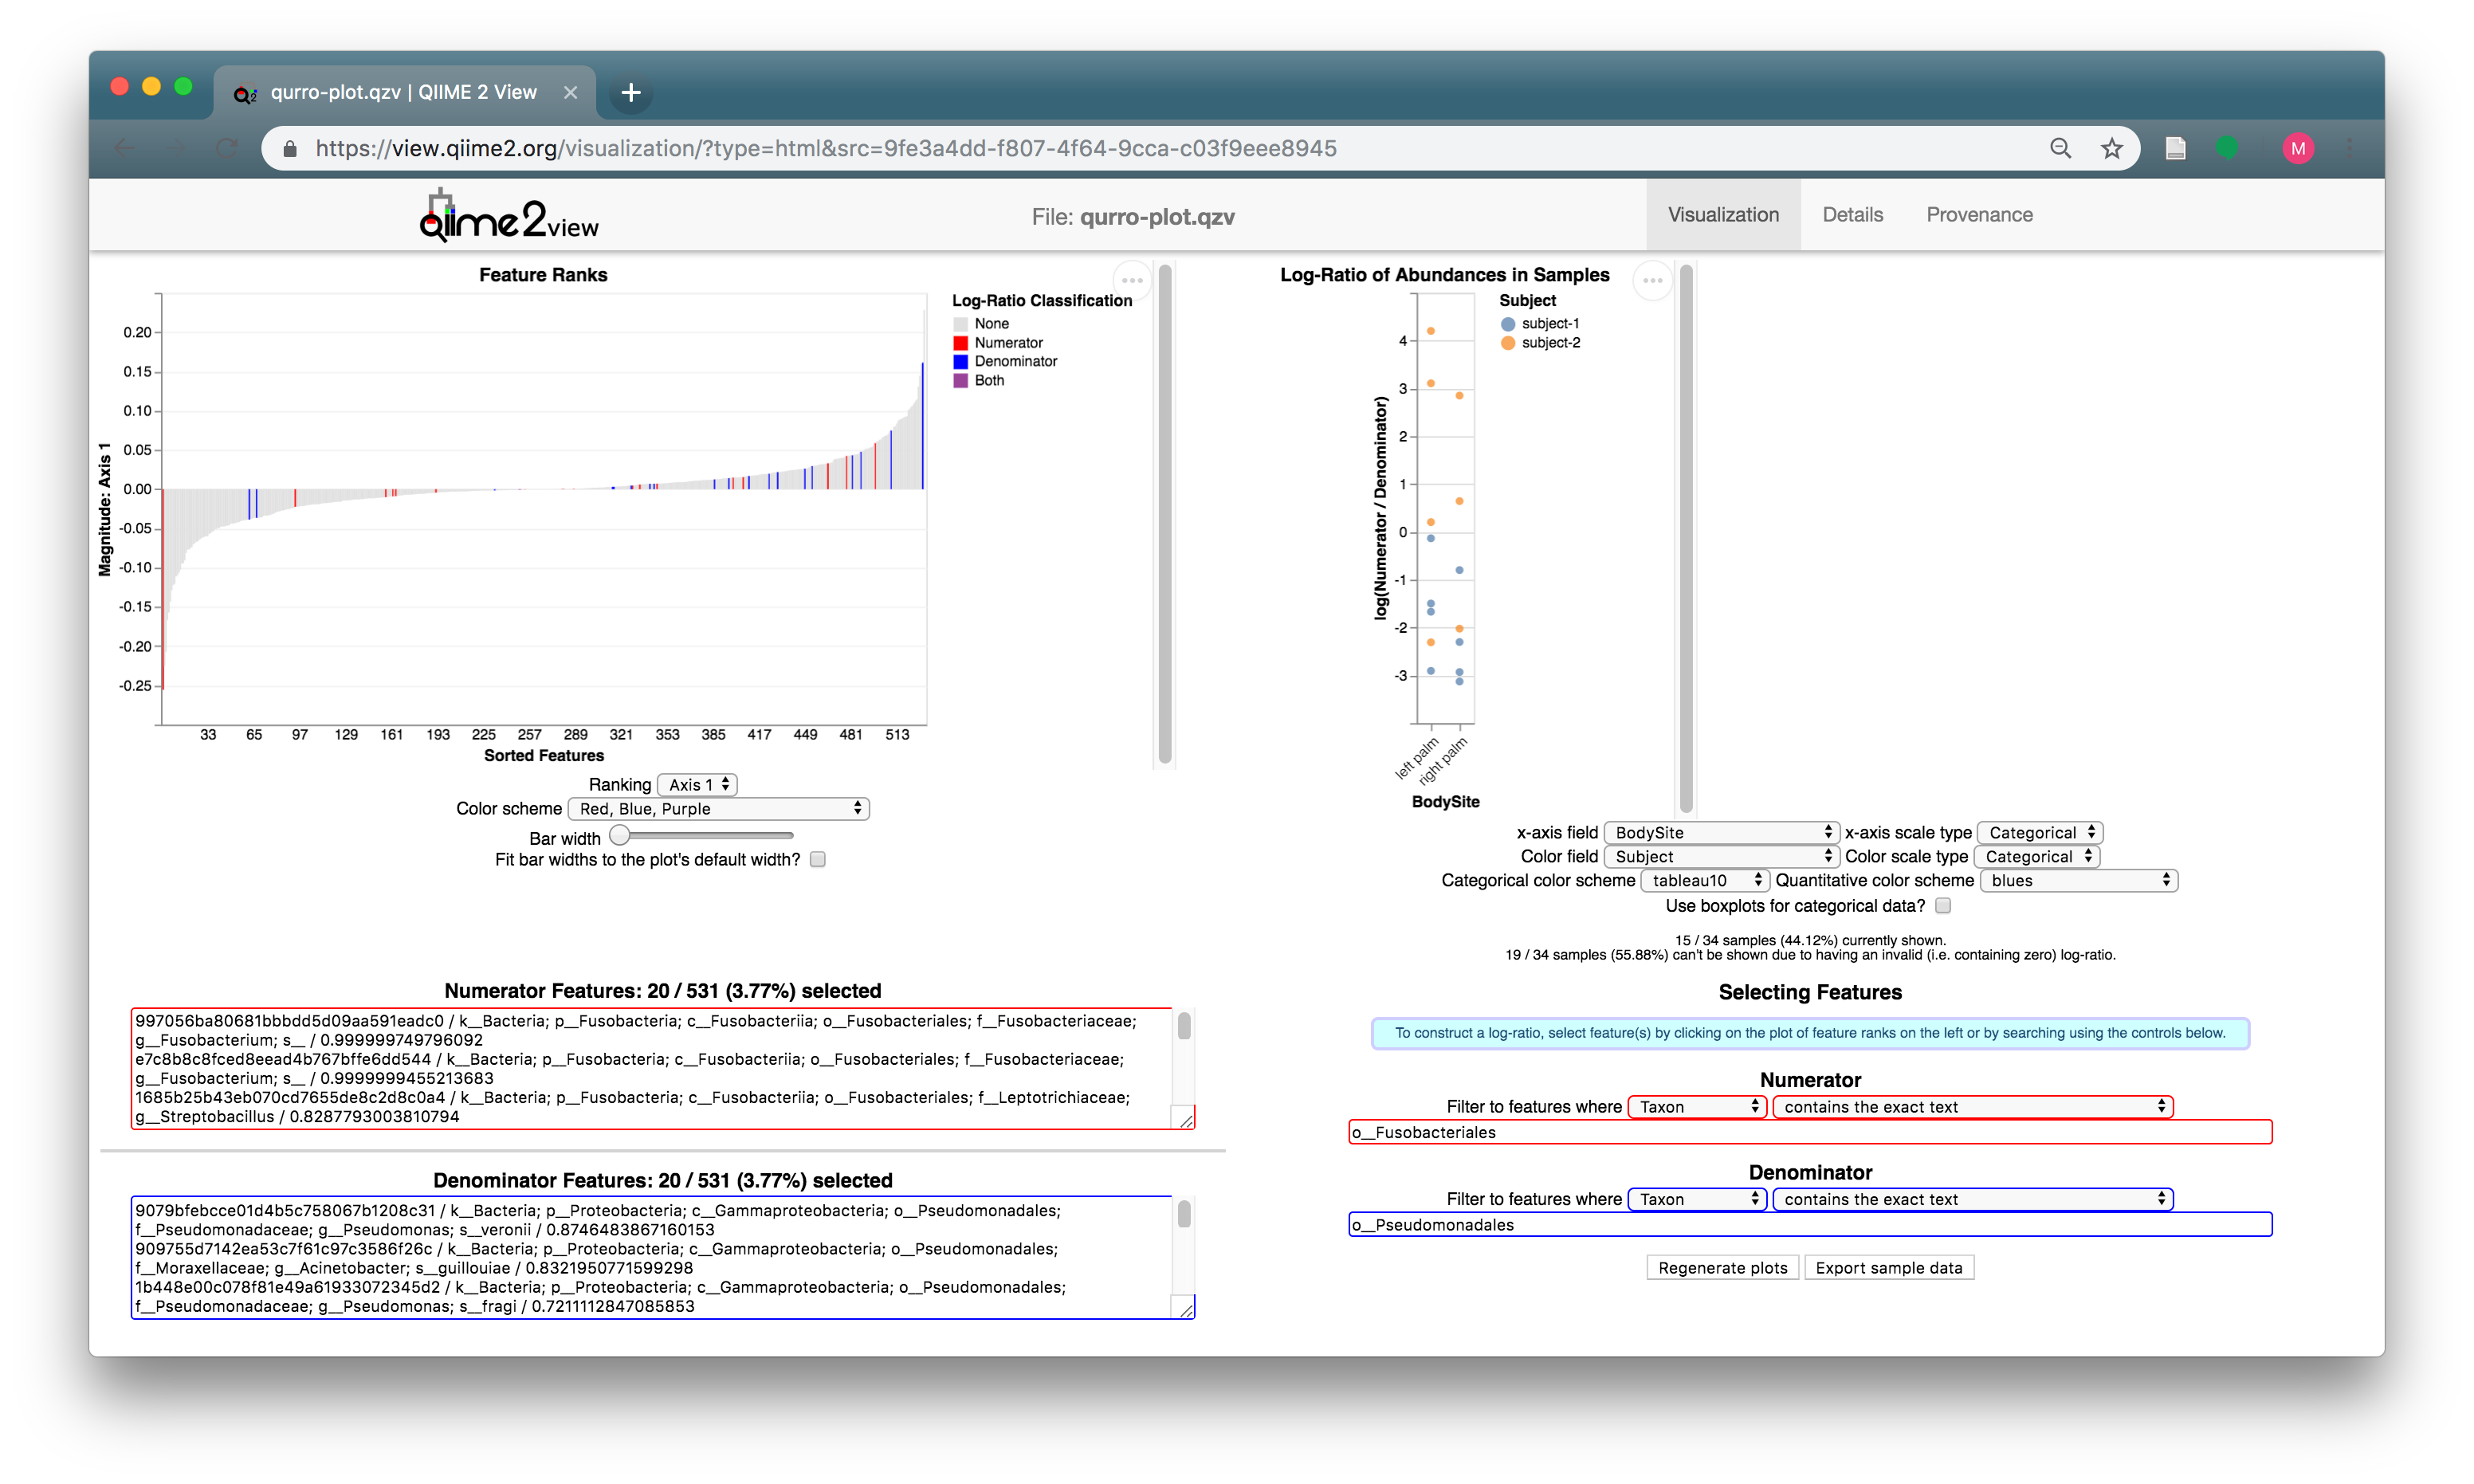 qurro-plot.qzv | QIIME 2 View
https://view.qiime2.org/visualization/?type=html&src=9fe3a4dd-f807-4f64-9cca-c03f9eee8945
M
qiime2view
File: qurro-plot.qzv
Visualization Details Provenance
Feature Ranks
0.20
0.15
0.10
0.05
0.00
-0.05
-0.10
-0.15
-0.20
-0.25
Magnitude: Axis 1
33 65 97 129 161 193 225 257 289 321 353 385 417 449 481 513
Sorted Features
Log-Ratio Classification
None
Numerator
Denominator
Both
Ranking Axis 1
Color scheme Red, Blue, Purple
Bar width
Fit bar widths to the plot's default width?
Log-Ratio of Abundances in Samples
4
3
2
1
0
-1
-2
-3
log(Numerator / Denominator)
left palm
right palm
BodySite
Subject
subject-1
subject-2
x-axis field BodySite x-axis scale type Categorical
Color field Subject Color scale type Categorical
Categorical color scheme tableau10 Quantitative color scheme blues
Use boxplots for categorical data?
15 / 34 samples (44.12%) currently shown.
19 / 34 samples (55.88%) can't be shown due to having an invalid (i.e. containing zero) log-ratio.
Numerator Features: 20 / 531 (3.77%) selected
997056ba80681bbbdd5d09aa591eadc0 / k__Bacteria; p__Fusobacteria; c__Fusobacteriia; o__Fusobacteriales; f__Fusobacteriaceae;
g__Fusobacterium; s__ / 0.999999749796092
e7c8b8c8fced8eead4b767bffe6dd544 / k__Bacteria; p__Fusobacteria; c__Fusobacteriia; o__Fusobacteriales; f__Fusobacteriaceae;
g__Fusobacterium; s__ / 0.9999999455213683
1685b25b43eb070cd7655de8c2d8c0a4 / k__Bacteria; p__Fusobacteria; c__Fusobacteriia; o__Fusobacteriales; f__Leptotrichiaceae;
g__Streptobacillus / 0.8287793003810794
Denominator Features: 20 / 531 (3.77%) selected
9079bfebcce01d4b5c758067b1208c31 / k__Bacteria; p__Proteobacteria; c__Gammaproteobacteria; o__Pseudomonadales;
f__Pseudomonadaceae; g__Pseudomonas; s__veronii / 0.8746483867160153
909755d7142ea53c7f61c97c3586f26c / k__Bacteria; p__Proteobacteria; c__Gammaproteobacteria; o__Pseudomonadales;
f__Moraxellaceae; g__Acinetobacter; s__guillouiae / 0.8321950771599298
1b448e00c078f81e49a61933072345d2 / k__Bacteria; p__Proteobacteria; c__Gammaproteobacteria; o__Pseudomonadales;
f__Pseudomonadaceae; g__Pseudomonas; s__fragi / 0.7211112847085853
Selecting Features
To construct a log-ratio, select feature(s) by clicking on the plot of feature ranks on the left or by searching using the controls below.
Numerator
Filter to features where Taxon contains the exact text
o__Fusobacteriales
Denominator
Filter to features where Taxon contains the exact text
o__Pseudomonadales
Regenerate plots Export sample data